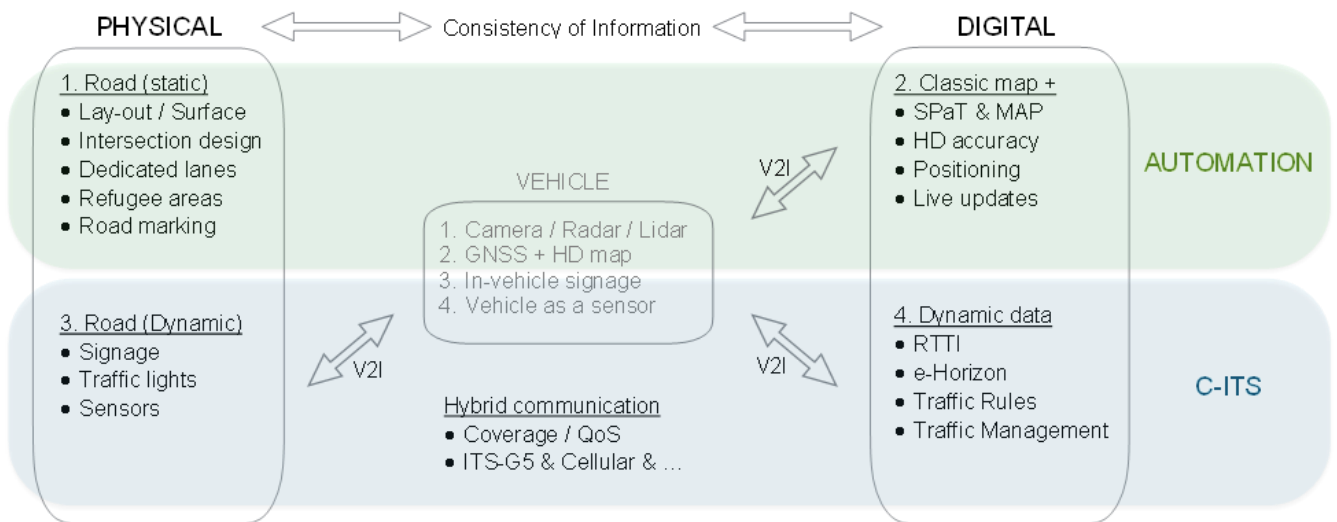 PHYSICAL
Consistency of Information
DIGITAL
1. Road (static)
● Lay-out / Surface
● Intersection design
● Dedicated lanes
● Refugee areas
● Road marking
2. Classic map +
● SPaT & MAP
● HD accuracy
● Positioning
● Live updates
AUTOMATION
V2I
VEHICLE
1. Camera / Radar / Lidar
2. GNSS + HD map
3. In-vehicle signage
4. Vehicle as a sensor
3. Road (Dynamic)
● Signage
● Traffic lights
● Sensors
V2I
V2I
Hybrid communication
● Coverage / QoS
● ITS-G5 & Cellular & …
4. Dynamic data
● RTTI
● e-Horizon
● Traffic Rules
● Traffic Management
C-ITS